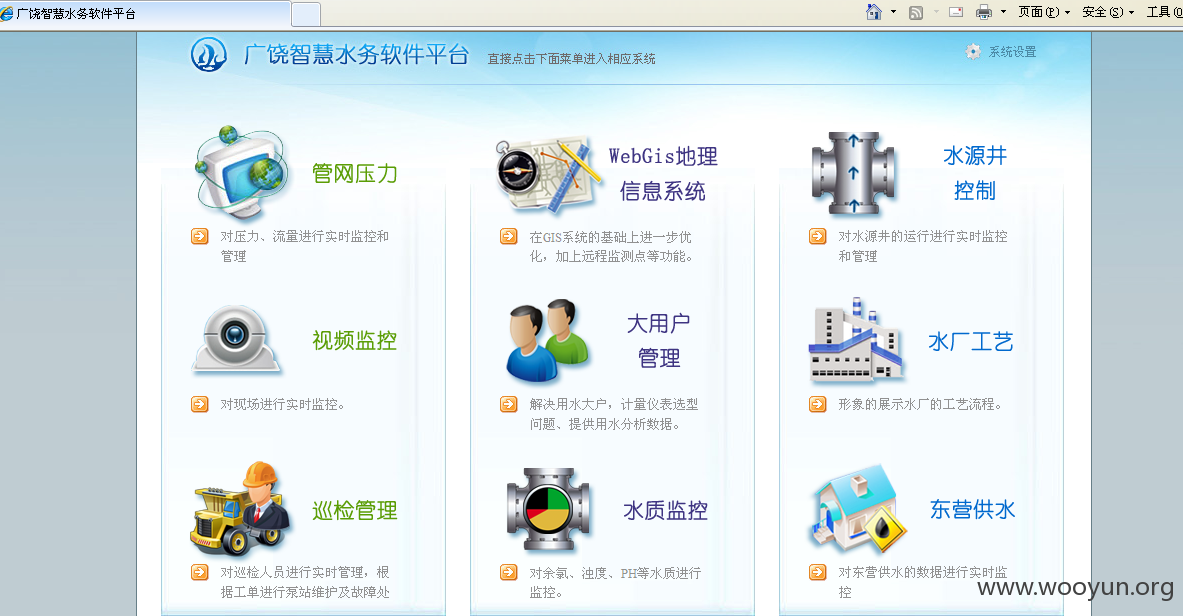 广饶智慧水务软件平台
页面(P)
安全(S)
工具(O
广饶智慧水务软件平台
直接点击下面菜单进入相应系统
系统设置
管网压力
对压力、流量进行实时监控和
管理
WebGis地理
信息系统
在GIS系统的基础上进一步优
化，加上远程监测点等功能。
水源井
控制
对水源井的运行进行实时监控
和管理
视频监控
对现场进行实时监控。
大用户
管理
解决用水大户，计量仪表选型
问题、提供用水分析数据。
水厂工艺
形象的展示水厂的工艺流程。
巡检管理
对巡检人员进行实时管理，根
据工单进行泵站维护及故障处
水质监控
对余氯、浊度、PH等水质进行
监控。
东营供水
对东营供水的数据进行实时监
控
www.wooyun.org